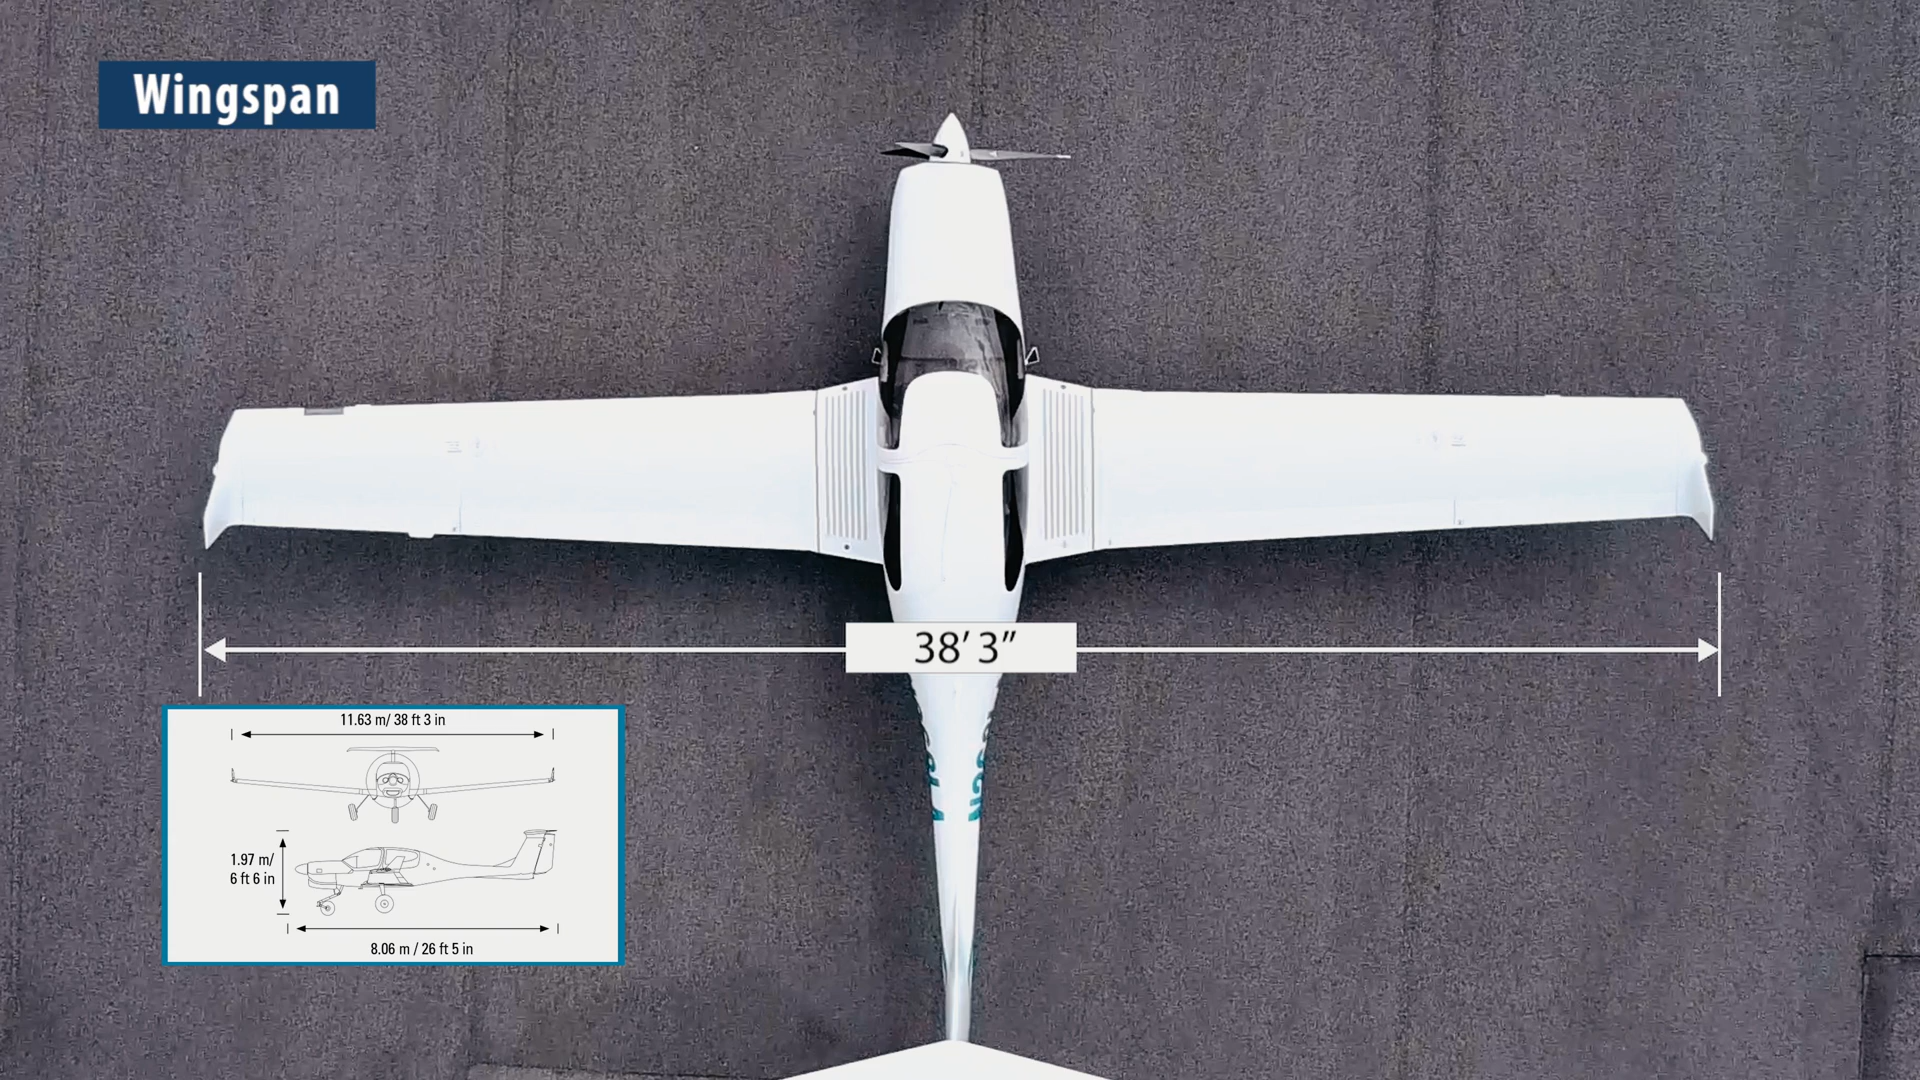 Wingspan
38′ 3″
11.63 m/ 38 ft 3 in
1.97 m/
6 ft 6 in
8.06 m / 26 ft 5 in